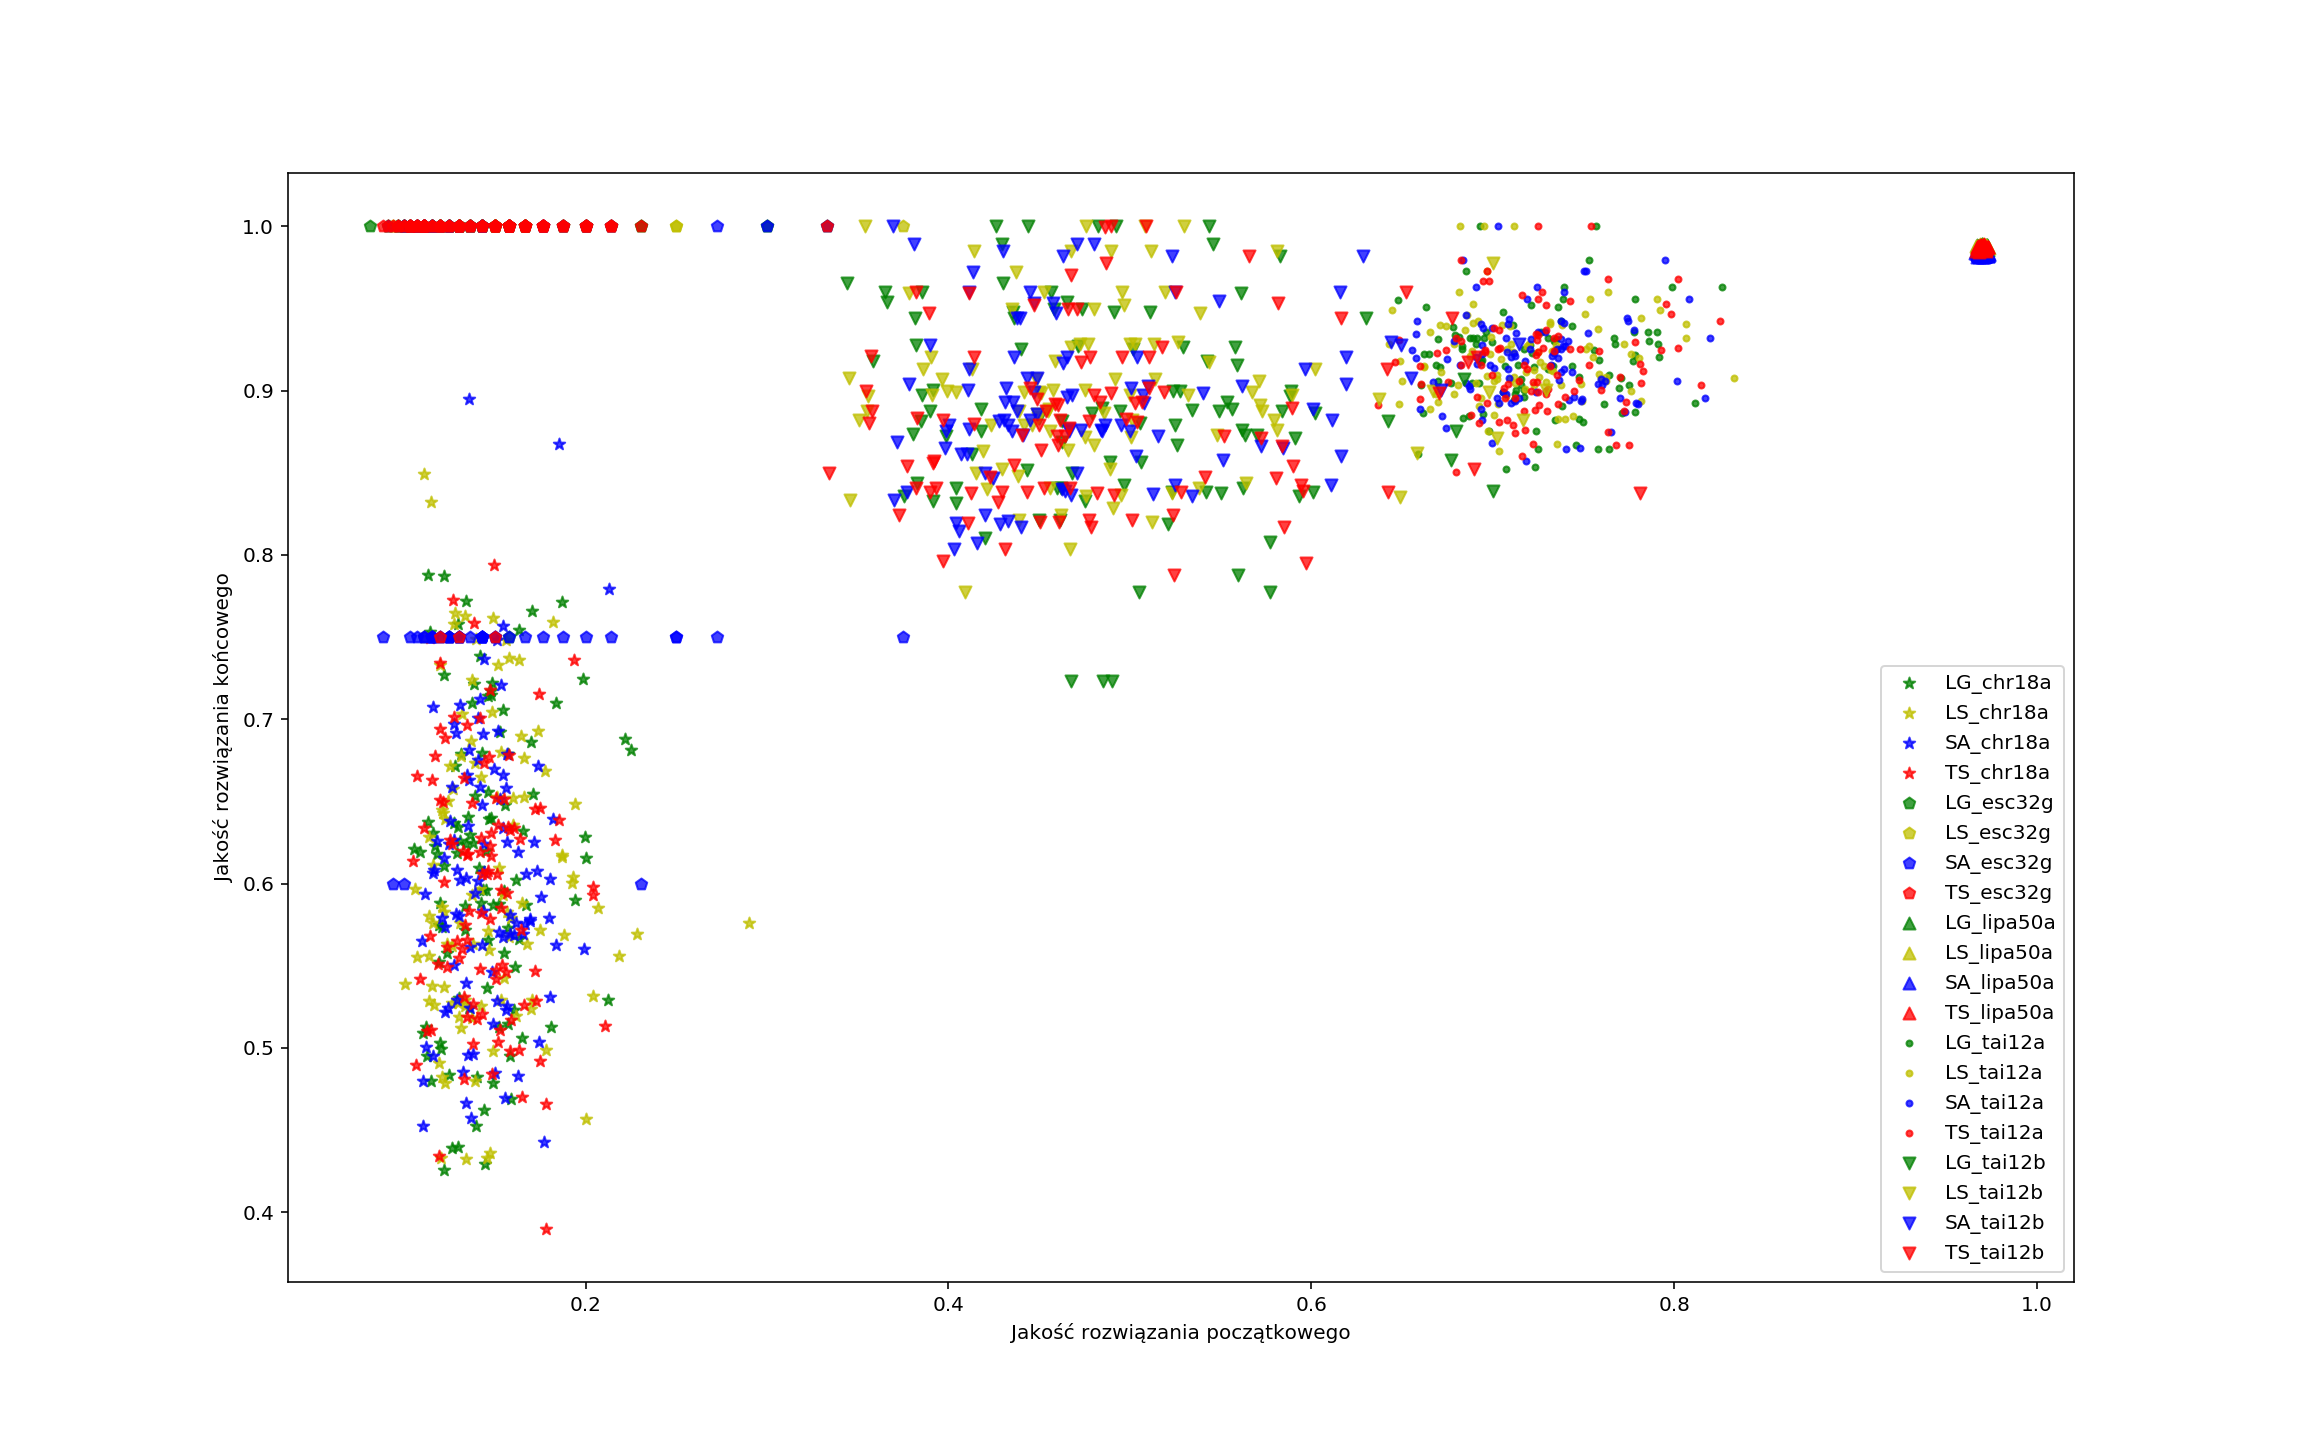 1.0
0.9
0.8
0.7
0.6
0.5
0.4
Jakość rozwiązania końcowego
0.2
0.4
0.6
0.8
1.0
Jakość rozwiązania początkowego
LG_chr18a
LS_chr18a
SA_chr18a
TS_chr18a
LG_esc32g
LS_esc32g
SA_esc32g
TS_esc32g
LG_lipa50a
LS_lipa50a
SA_lipa50a
TS_lipa50a
LG_tai12a
LS_tai12a
SA_tai12a
TS_tai12a
LG_tai12b
LS_tai12b
SA_tai12b
TS_tai12b